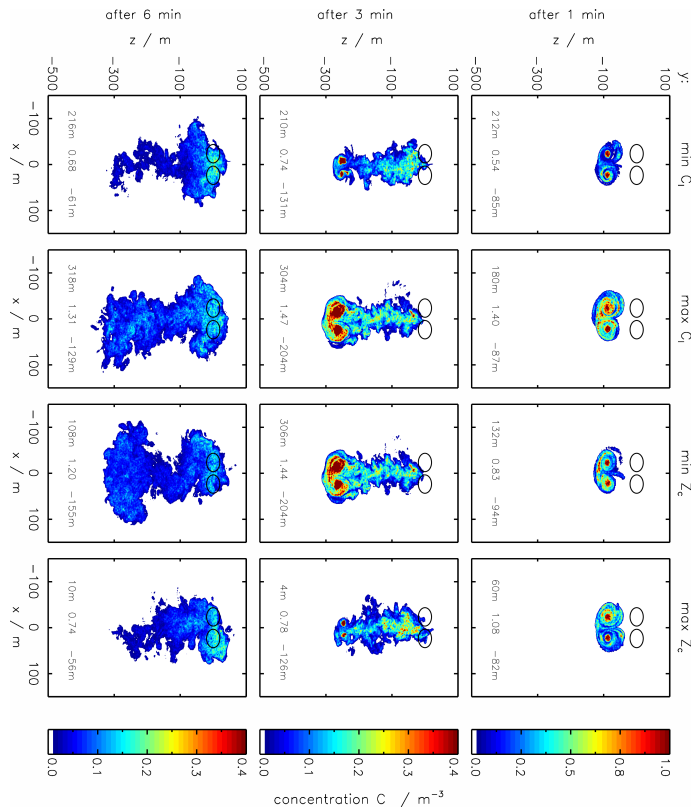 y:
min C_l
max C_l
min Z_c
max Z_c
after 1 min
z / m
100
−100
−300
−500
212m 0.54 −85m
180m 1.40 −87m
132m 0.83 −94m
60m 1.08 −82m
1.0
0.8
0.5
0.2
0.0
after 3 min
z / m
100
−100
−300
−500
210m 0.74 −131m
304m 1.47 −204m
306m 1.44 −204m
4m 0.78 −126m
0.4
0.3
0.2
0.1
0.0
after 6 min
z / m
100
−100
−300
−500
216m 0.68 −61m
318m 1.31 −129m
108m 1.20 −155m
10m 0.74 −56m
0.4
0.3
0.2
0.1
0.0
concentration C / m⁻³
−100 0 100
−100 0 100
−100 0 100
−100 0 100
x / m
x / m
x / m
x / m